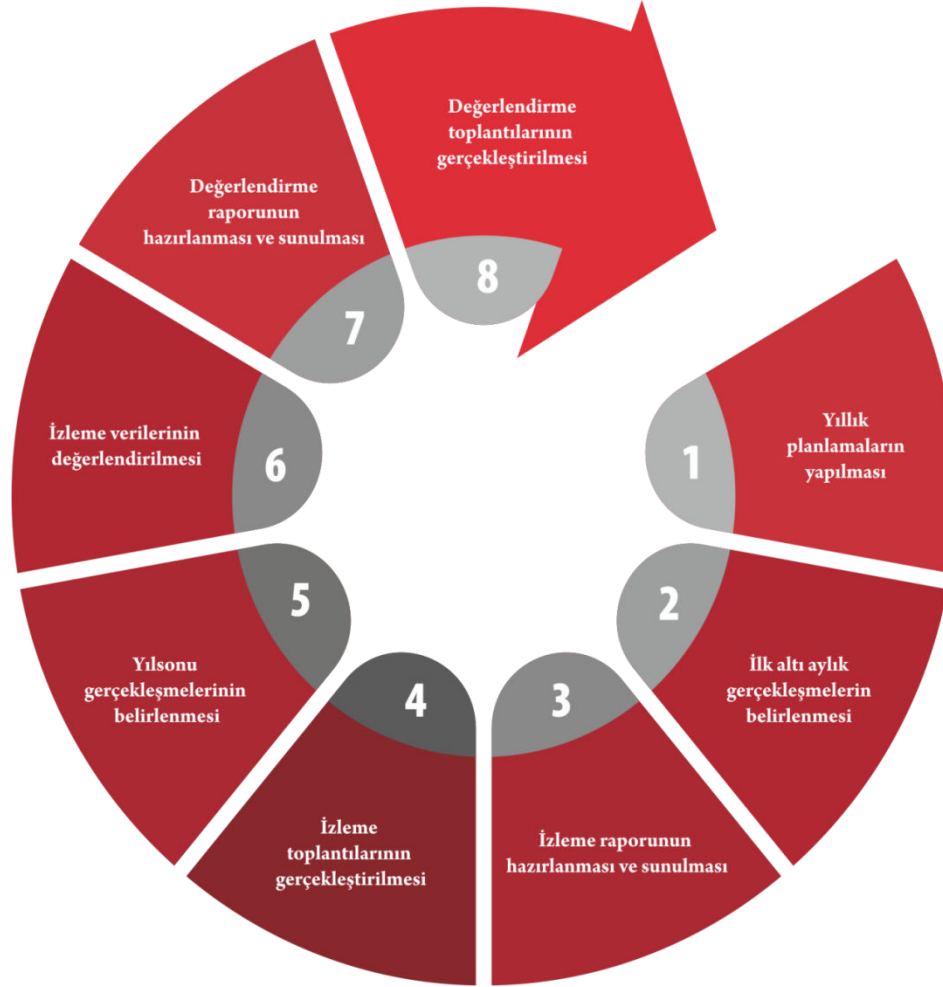 1
Yıllık
planlamaların
yapılması
2
İlk altı aylık
gerçekleşmelerin
belirlenmesi
3
İzleme raporunun
hazırlanması ve sunulması
4
İzleme
toplantılarının
gerçekleştirilmesi
5
Yılsonu
gerçekleşmelerinin
belirlenmesi
6
İzleme verilerinin
değerlendirilmesi
7
Değerlendirme
raporunun
hazırlanması ve sunulması
8
Değerlendirme
toplantılarının
gerçekleştirilmesi